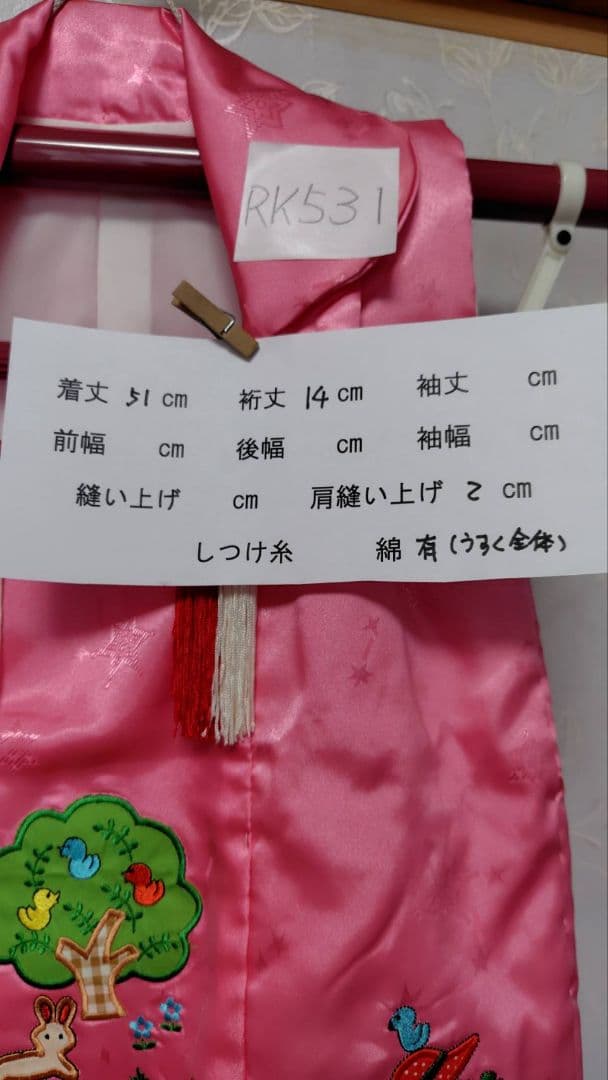 RK531
着丈 51 cm 裄丈 14 cm 袖丈 cm
前幅 cm 後幅 cm 袖幅 cm
縫い上げ cm 肩縫い上げ 2 cm
しつけ糸 綿 有(うすく全体)